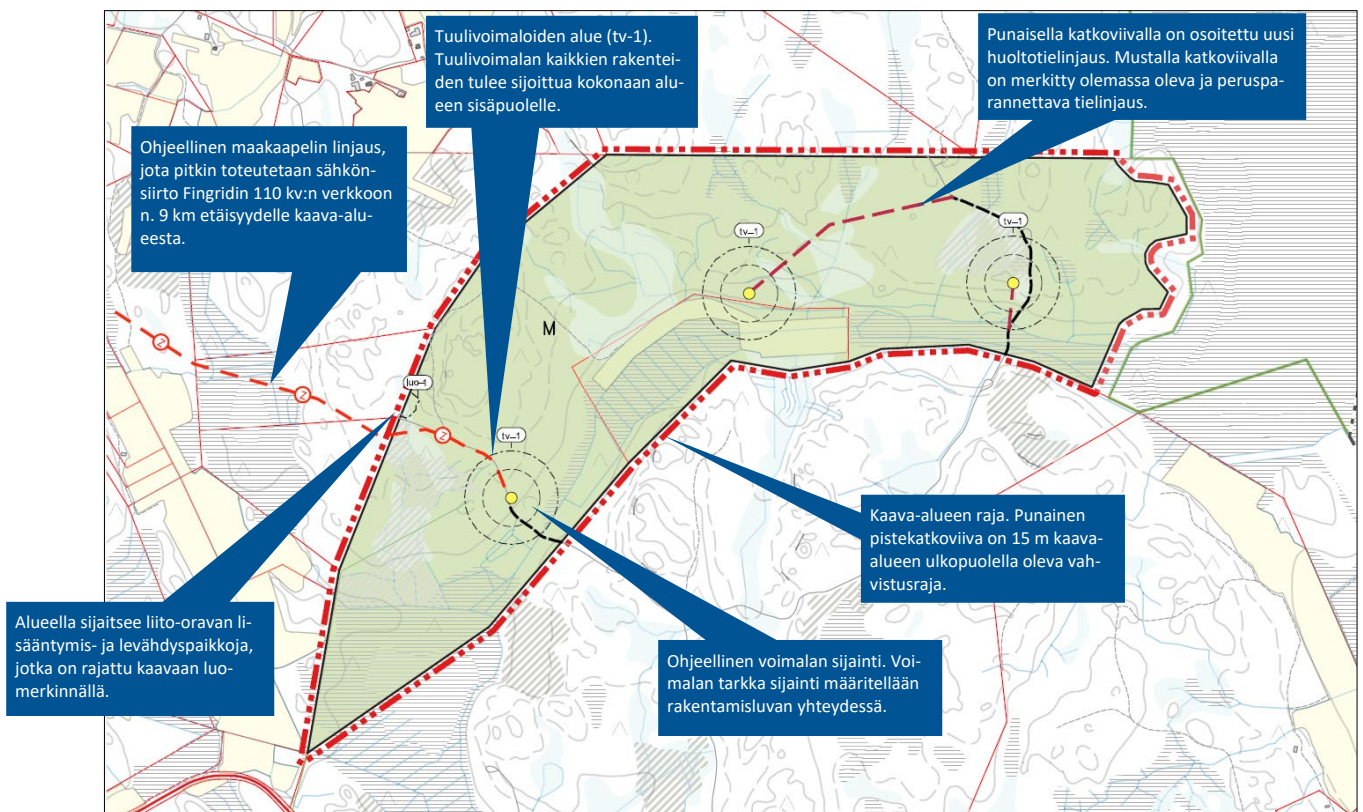 Tuulivoimaloiden alue (tv-1).
Tuulivoimalan kaikkien rakentei-
den tulee sijoittua kokonaan alu-
een sisäpuolelle.
Punaisella katkoviivalla on osoitettu uusi
huoltotielinjaus. Mustalla katkoviivalla
on merkitty olemassa oleva ja peruspa-
rannettava tielinjaus.
Ohjeellinen maakaapelin linjaus,
jota pitkin toteutetaan sähkön-
siirto Fingridin 110 kv:n verkkoon
n. 9 km etäisyydelle kaava-alu-
eesta.
tv-1
tv-1
M
Z
Z
luo-1
Z
tv-1
Kaava-alueen raja. Punainen
pistekatkoviiva on 15 m kaava-
alueen ulkopuolella oleva vah-
vistusraja.
Alueella sijaitsee liito-oravan li-
sääntymis- ja levähdyspaikkoja,
jotka on rajattu kaavaan luo-
merkinnällä.
Ohjeellinen voimalan sijainti. Voi-
malan tarkka sijainti määritellään
rakentamisluvan yhteydessä.